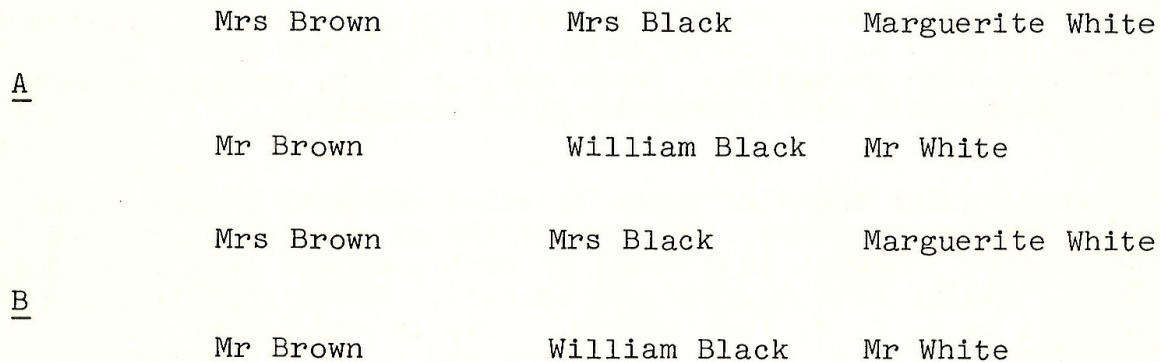 Mrs Brown Mrs Black Marguerite White
A
Mr Brown William Black Mr White
Mrs Brown Mrs Black Marguerite White
B
Mr Brown William Black Mr White